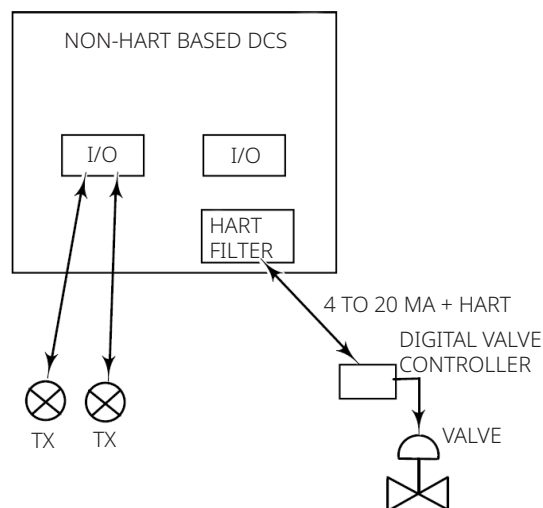 NON-HART BASED DCS
I/O
I/O
HART
FILTER
4 TO 20 MA + HART
DIGITAL VALVE
CONTROLLER
TX
TX
VALVE